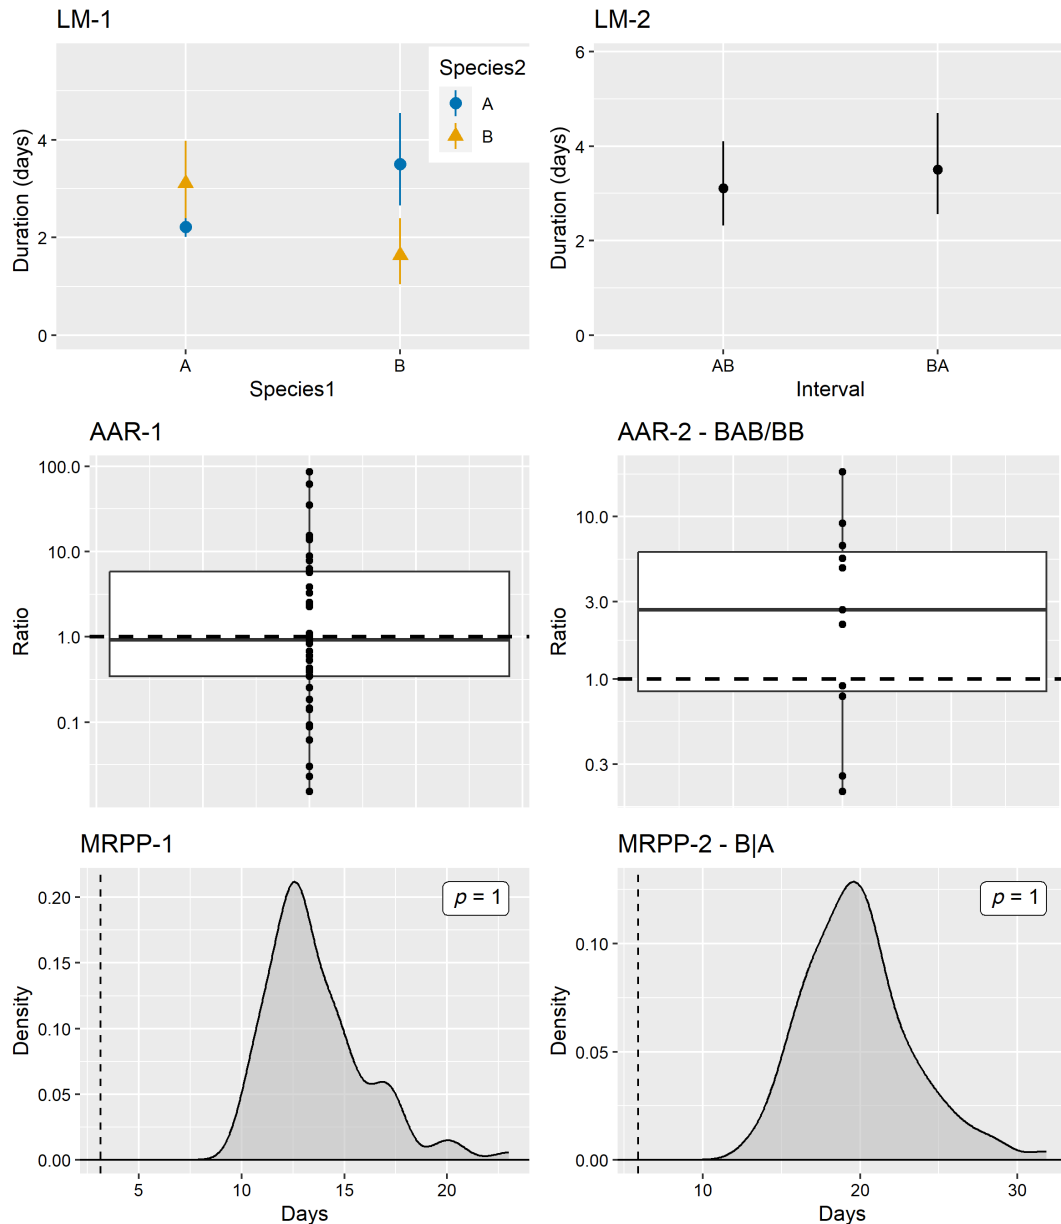 LM-1
Duration (days)
4
2
0
Species2
A
B
A
B
Species1
LM-2
Duration (days)
6
4
2
0
AB
BA
Interval
AAR-1
Ratio
100.0
10.0
1.0
0.1
AAR-2 - BAB/BB
Ratio
10.0
3.0
1.0
0.3
MRPP-1
Density
0.20
0.15
0.10
0.05
0.00
p = 1
5
10
15
20
Days
MRPP-2 - B|A
Density
0.10
0.05
0.00
p = 1
10
20
30
Days